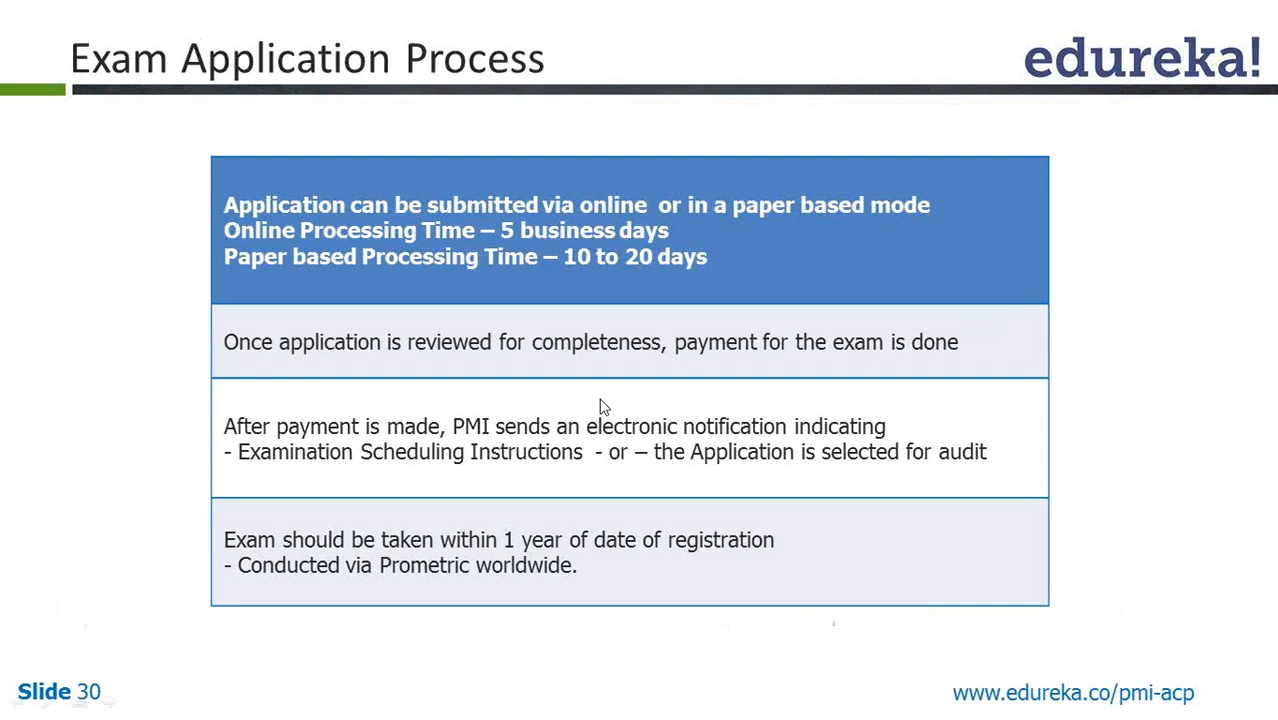 Exam Application Process
edureka!
Application can be submitted via online or in a paper based mode
Online Processing Time – 5 business days
Paper based Processing Time – 10 to 20 days
Once application is reviewed for completeness, payment for the exam is done
After payment is made, PMI sends an electronic notification indicating
- Examination Scheduling Instructions - or – the Application is selected for audit
Exam should be taken within 1 year of date of registration
- Conducted via Prometric worldwide.
Slide 30
www.edureka.co/pmi-acp